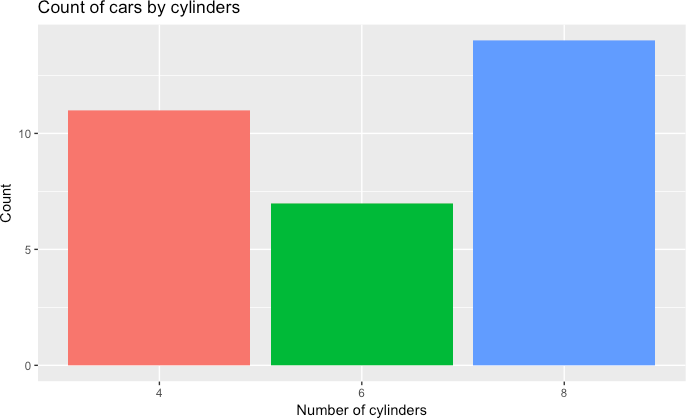 Count of cars by cylinders
Count
10
5
0
4 6 8
Number of cylinders